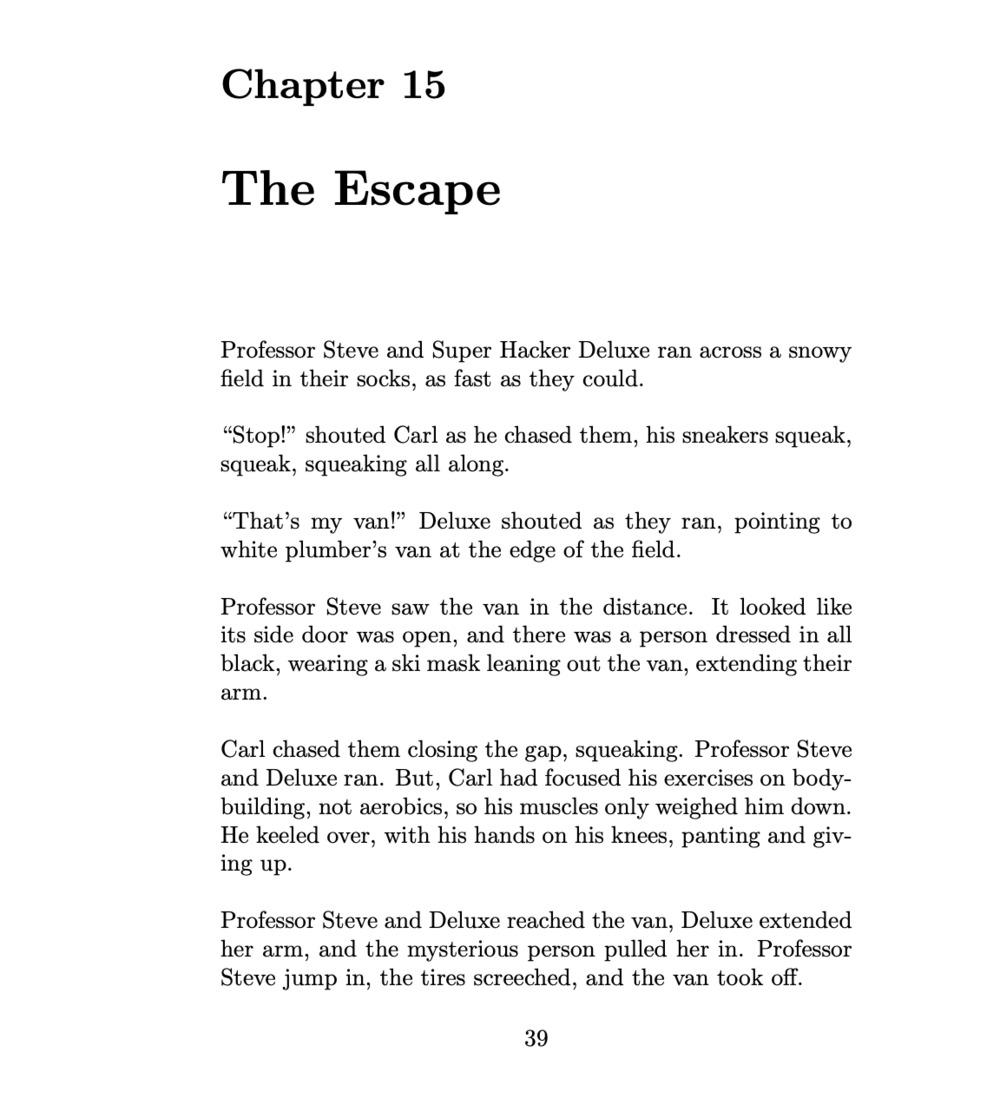 Chapter 15
The Escape
Professor Steve and Super Hacker Deluxe ran across a snowy
field in their socks, as fast as they could.
“Stop!” shouted Carl as he chased them, his sneakers squeak,
squeak, squeaking all along.
“That’s my van!” Deluxe shouted as they ran, pointing to
white plumber’s van at the edge of the field.
Professor Steve saw the van in the distance. It looked like
its side door was open, and there was a person dressed in all
black, wearing a ski mask leaning out the van, extending their
arm.
Carl chased them closing the gap, squeaking. Professor Steve
and Deluxe ran. But, Carl had focused his exercises on body-
building, not aerobics, so his muscles only weighed him down.
He keeled over, with his hands on his knees, panting and giv-
ing up.
Professor Steve and Deluxe reached the van, Deluxe extended
her arm, and the mysterious person pulled her in. Professor
Steve jump in, the tires screeched, and the van took off.
39